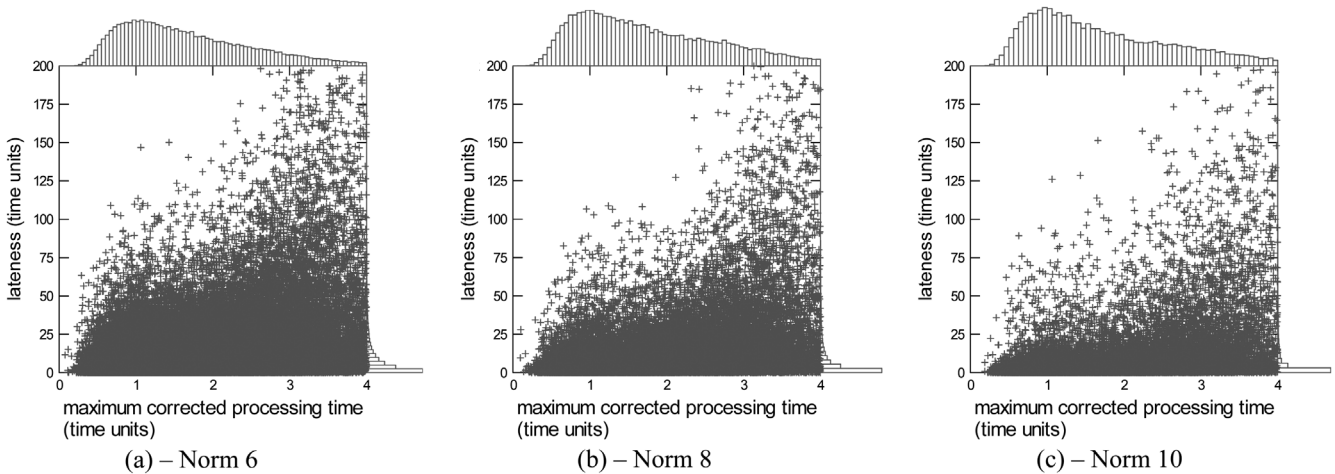 200
175
150
125
100
75
50
25
0
lateness (time units)
0 1 2 3 4
maximum corrected processing time
(time units)
(a) – Norm 6
200
175
150
125
100
75
50
25
0
lateness (time units)
0 1 2 3 4
maximum corrected processing time
(time units)
(b) – Norm 8
200
175
150
125
100
75
50
25
0
lateness (time units)
0 1 2 3 4
maximum corrected processing time
(time units)
(c) – Norm 10